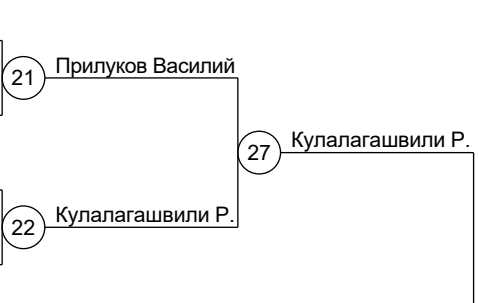 21 Прилуков Василий
27 Кулалагашвили Р.
22 Кулалагашвили Р.